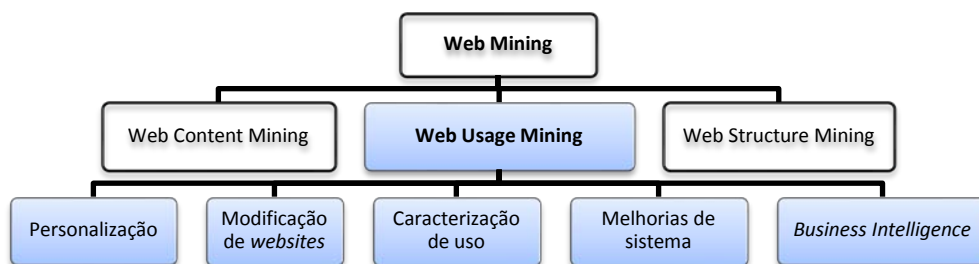 Web Mining
Web Content Mining
Web Usage Mining
Web Structure Mining
Personalização
Modificação
de websites
Caracterização
de uso
Melhorias de
sistema
Business Intelligence